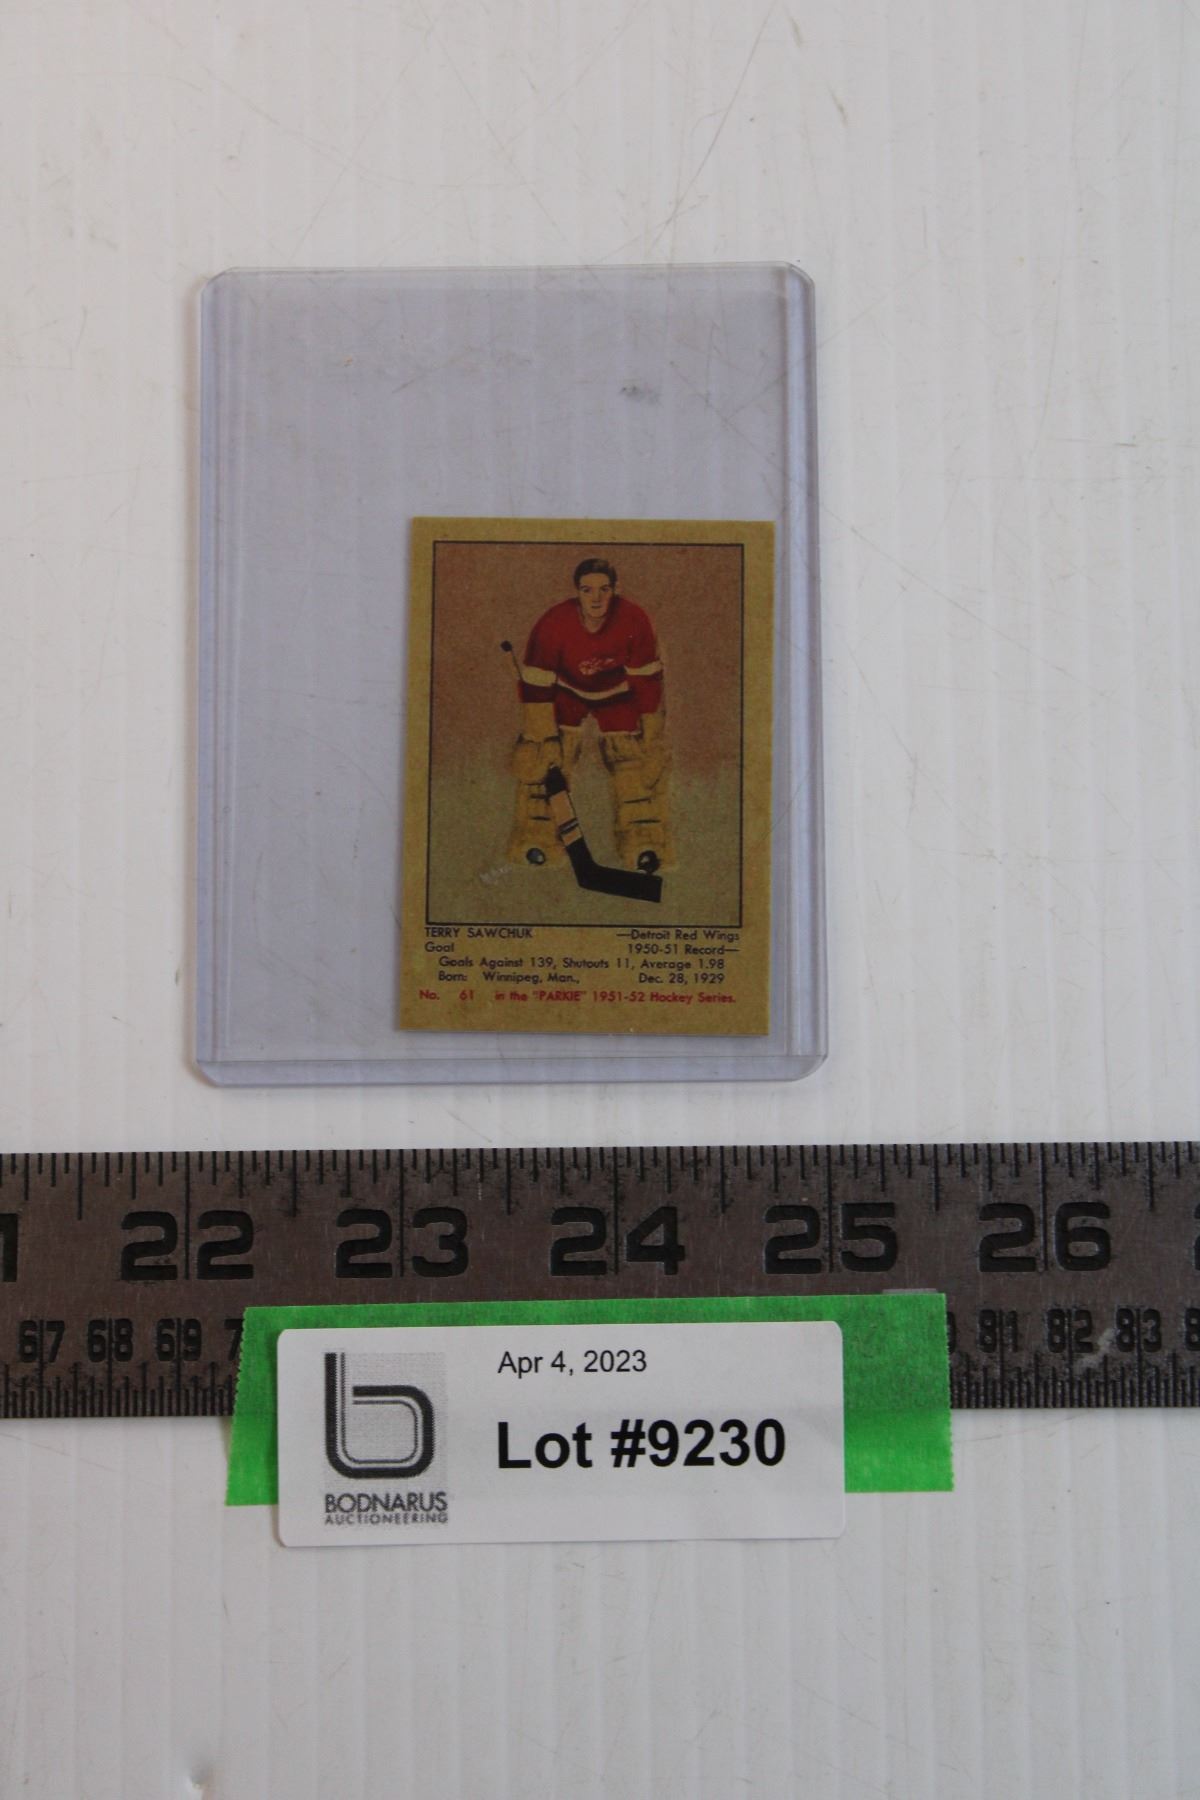 TERRY SAWCHUK —Detroit Red Wings
Goal 1950-51 Record—
Goals Against 139, Shutouts 11, Average 1.98
Born: Winnipeg, Man., Dec. 28, 1929
No. 61 in the "PARKIE" 1951-52 Hockey Series.
22 23 24 25 26
67 68 69 81 82 83
Apr 4, 2023
Lot #9230
BODNARUS
AUCTIONEERING